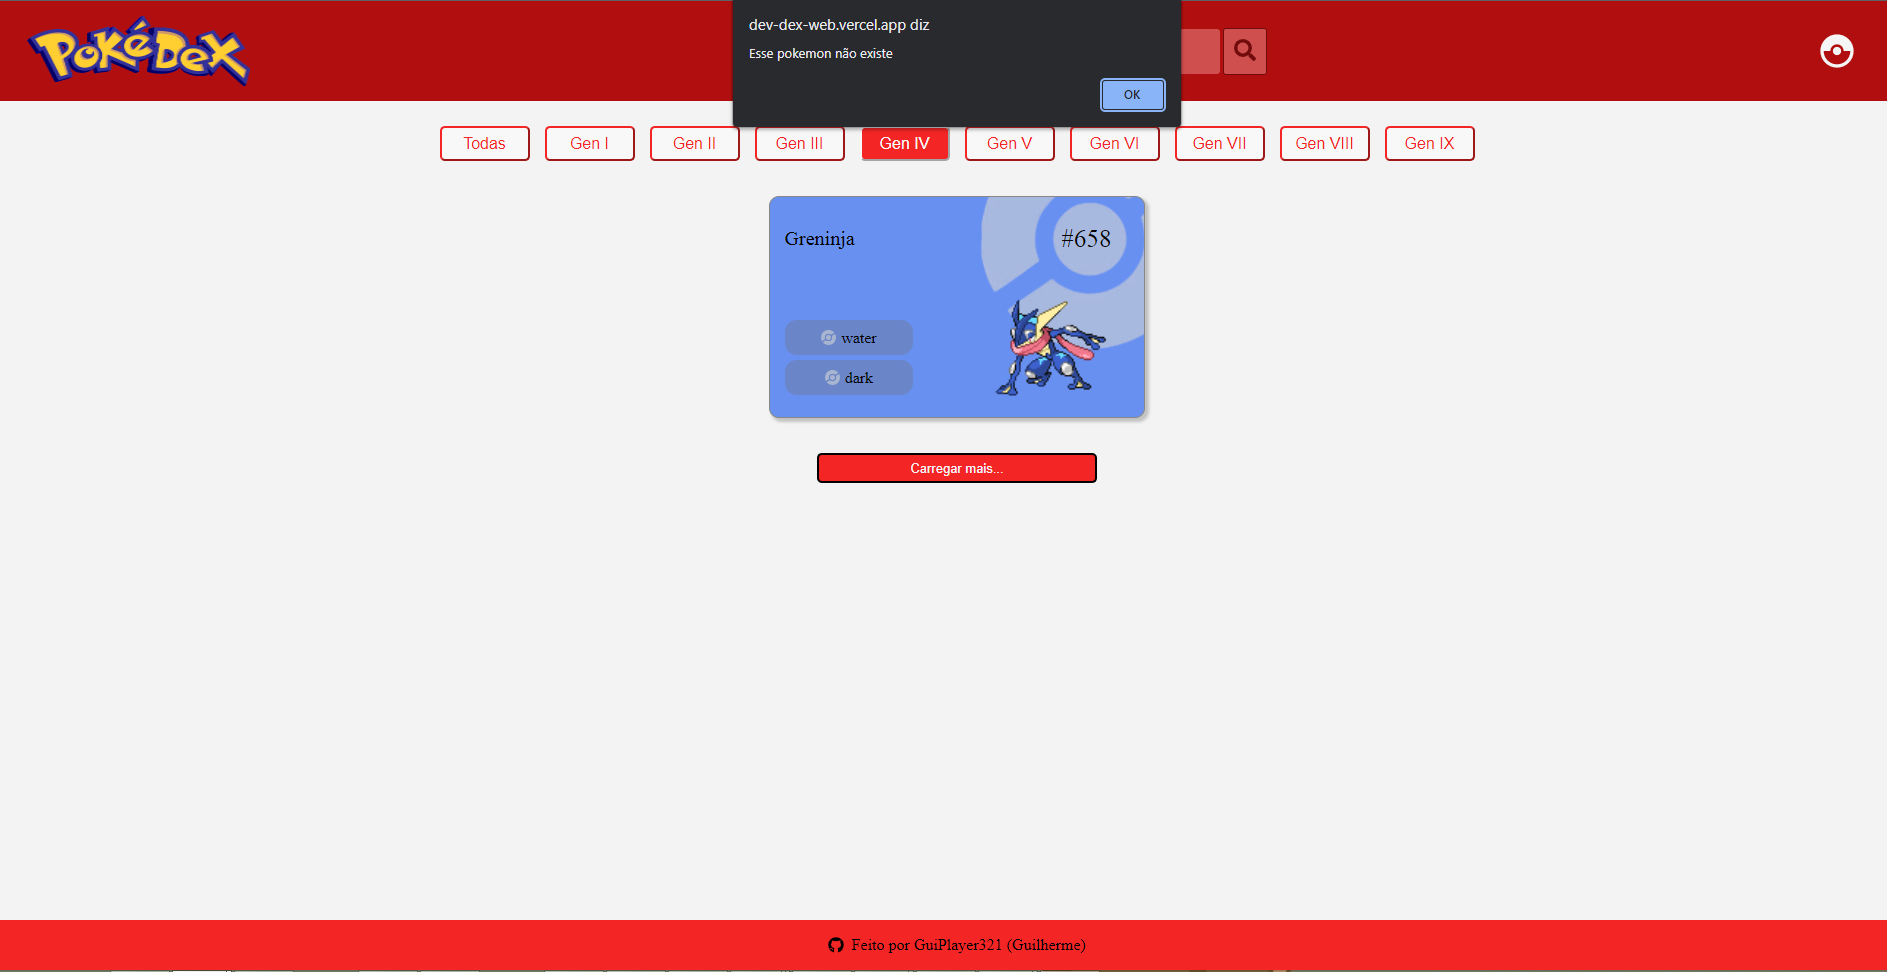 PoKéDeX
dev-dex-web.vercel.app diz
Esse pokemon não existe
OK
Todas
Gen I
Gen II
Gen III
Gen IV
Gen V
Gen VI
Gen VII
Gen VIII
Gen IX
Greninja
#658
water
dark
Carregar mais...
Feito por GuiPlayer321 (Guilherme)